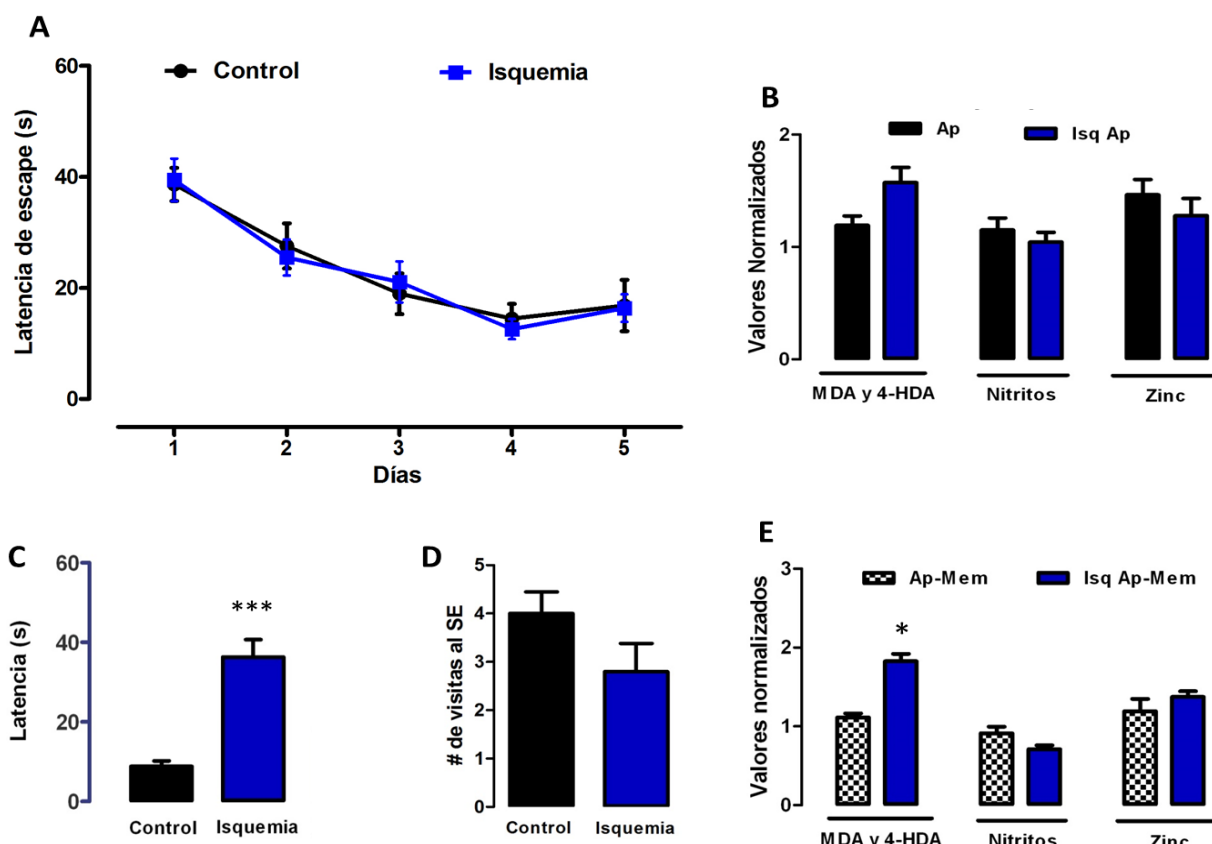 A
Control
Isquemia
Latencia de escape (s)
60
40
20
0
1 2 3 4 5
Días
B
Ap
Isq Ap
Valores Normalizados
2
1
0
MDA y 4-HDA
Nitritos
Zinc
C
Latencia (s)
60
40
20
0
***
Control
Isquemia
D
# de visitas al SE
5
4
3
2
1
0
Control
Isquemia
E
Ap-Mem
Isq Ap-Mem
Valores normalizados
3
2
1
0
*
MDA y 4-HDA
Nitritos
Zinc